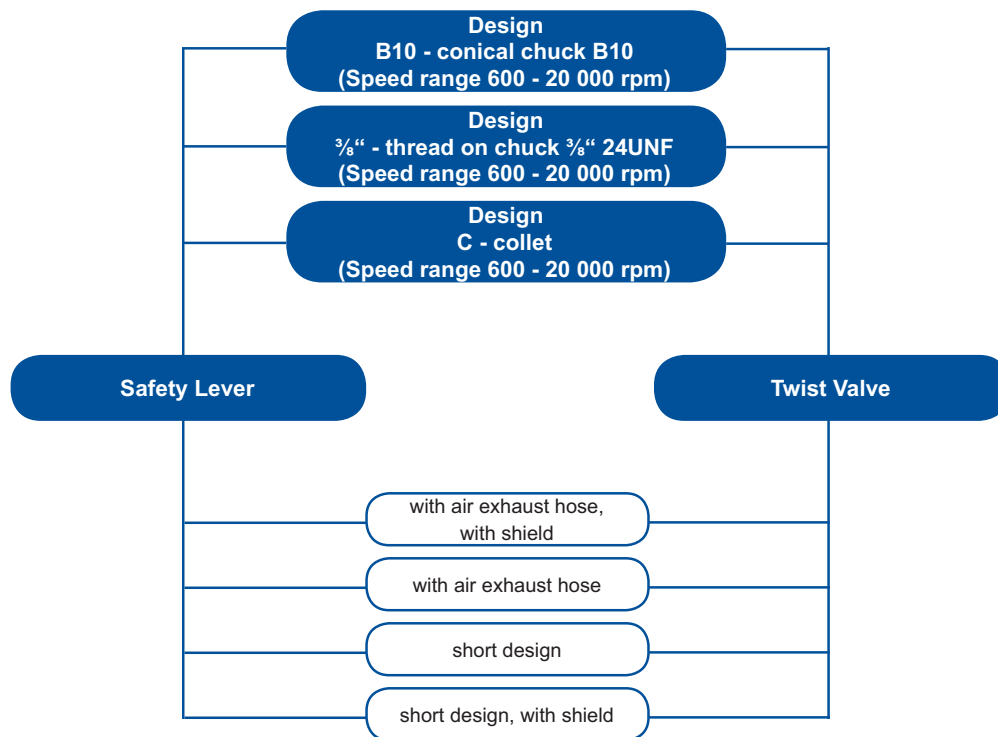 Design
B10 - conical chuck B10
(Speed range 600 - 20 000 rpm)
Design
⅜“ - thread on chuck ⅜“ 24UNF
(Speed range 600 - 20 000 rpm)
Design
C - collet
(Speed range 600 - 20 000 rpm)
Safety Lever
Twist Valve
with air exhaust hose,
with shield
with air exhaust hose
short design
short design, with shield